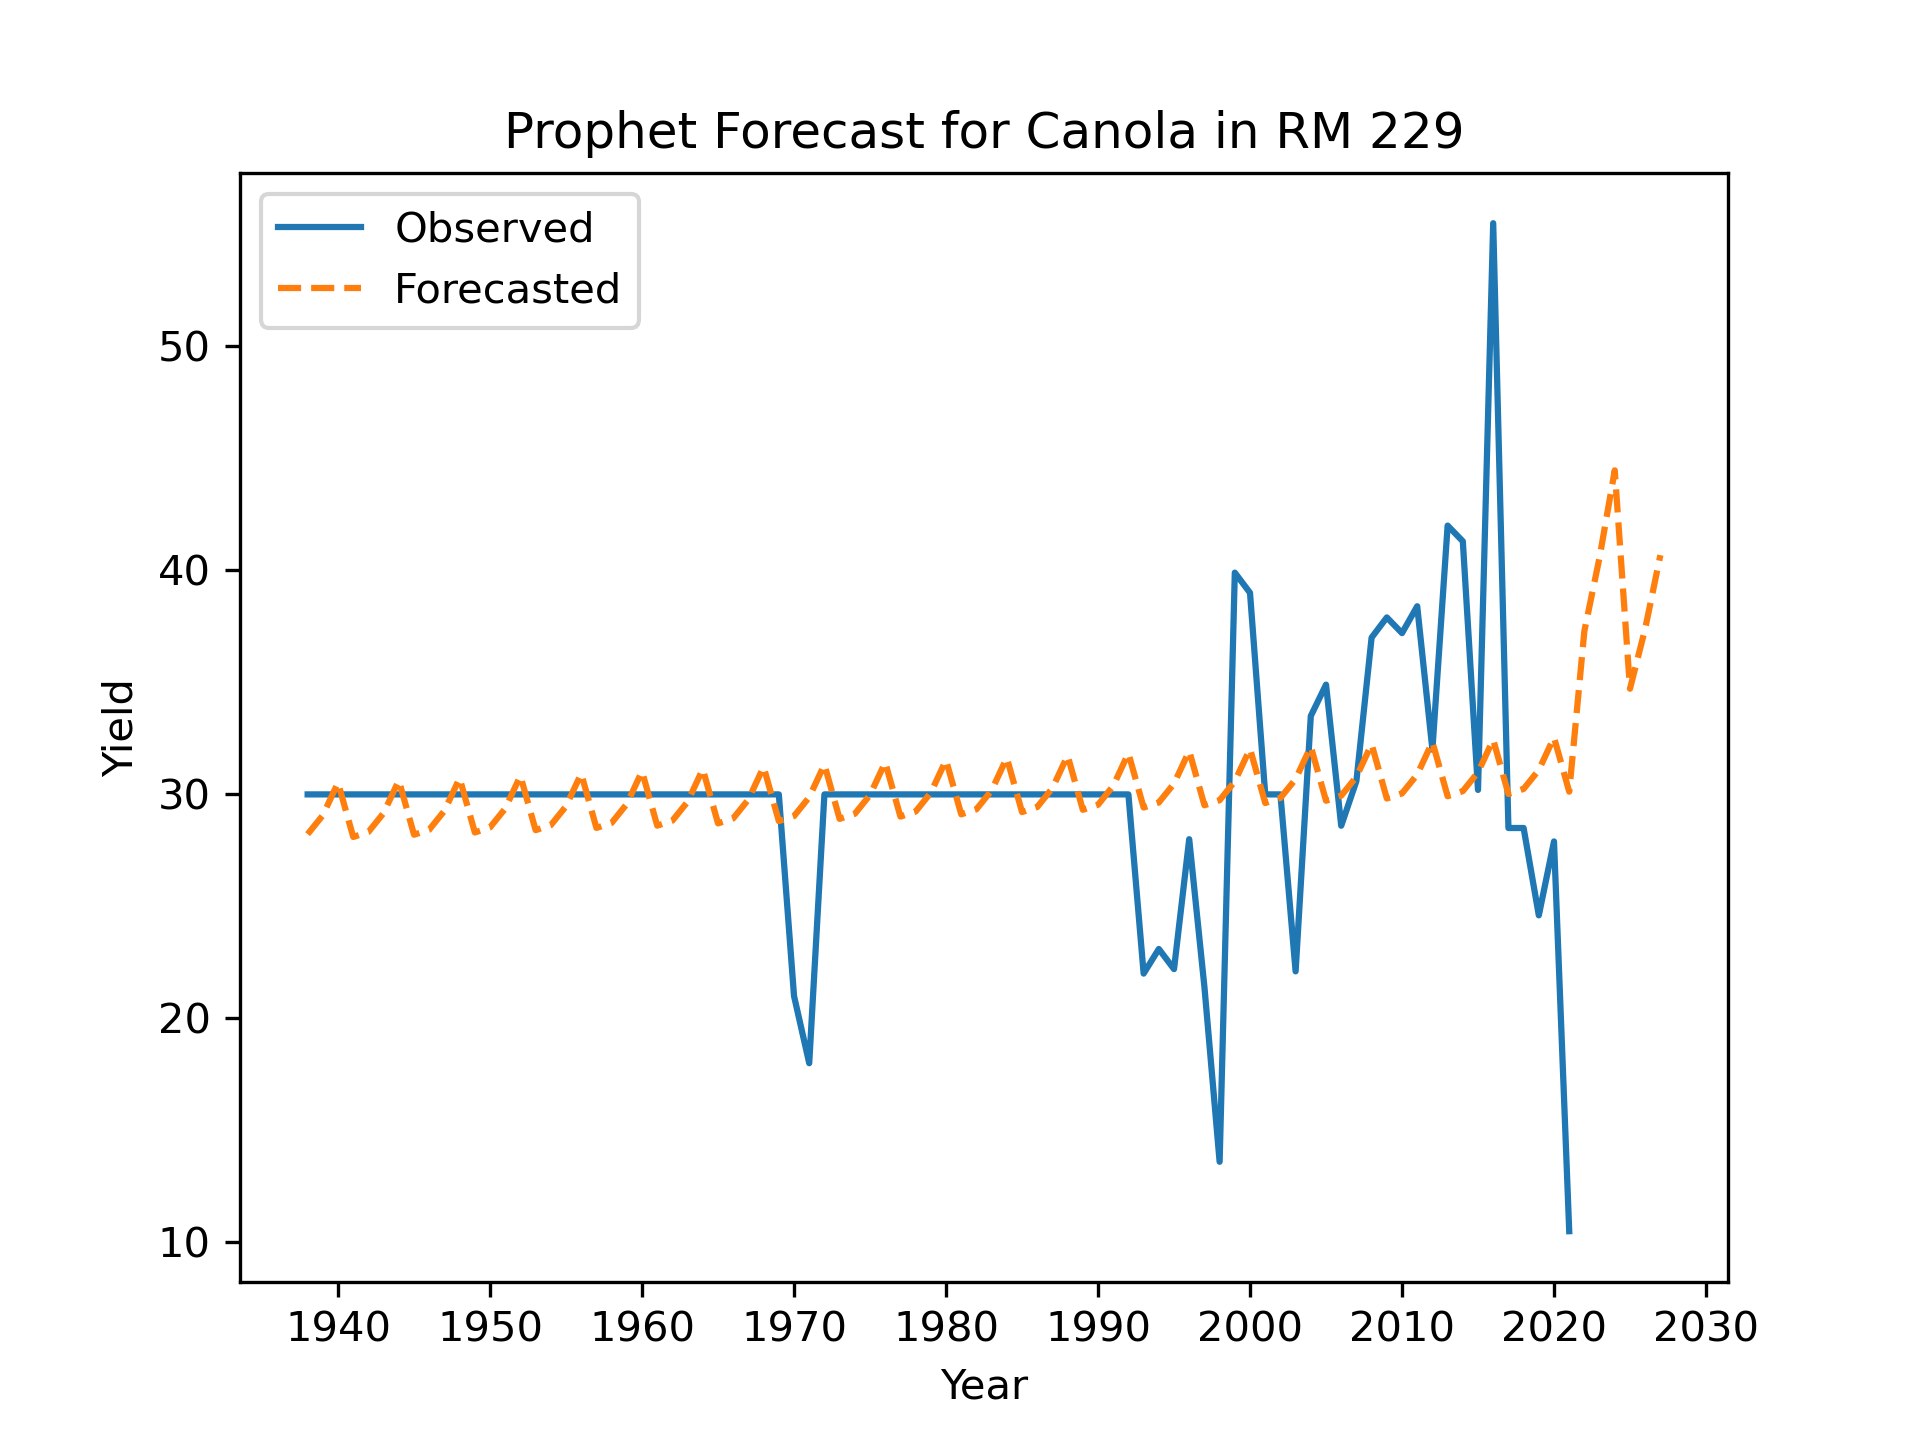 Prophet Forecast for Canola in RM 229
Observed
Forecasted
50
40
30
20
10
Yield
1940 1950 1960 1970 1980 1990 2000 2010 2020 2030
Year